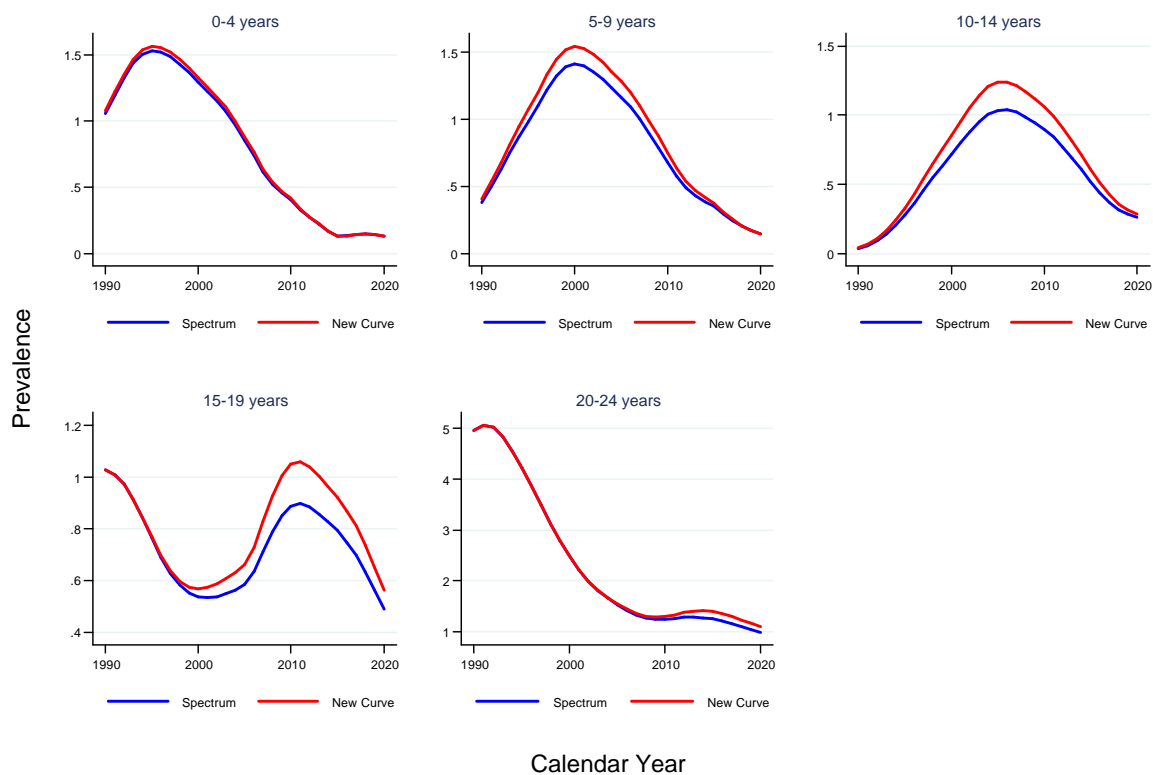 0-4 years
1.5
1
.5
0
1990 2000 2010 2020
Spectrum New Curve
5-9 years
1.5
1
.5
0
1990 2000 2010 2020
Spectrum New Curve
10-14 years
1.5
1
.5
0
1990 2000 2010 2020
Spectrum New Curve
Prevalence
15-19 years
1.2
1
.8
.6
.4
1990 2000 2010 2020
Spectrum New Curve
20-24 years
5
4
3
2
1
1990 2000 2010 2020
Spectrum New Curve
Calendar Year